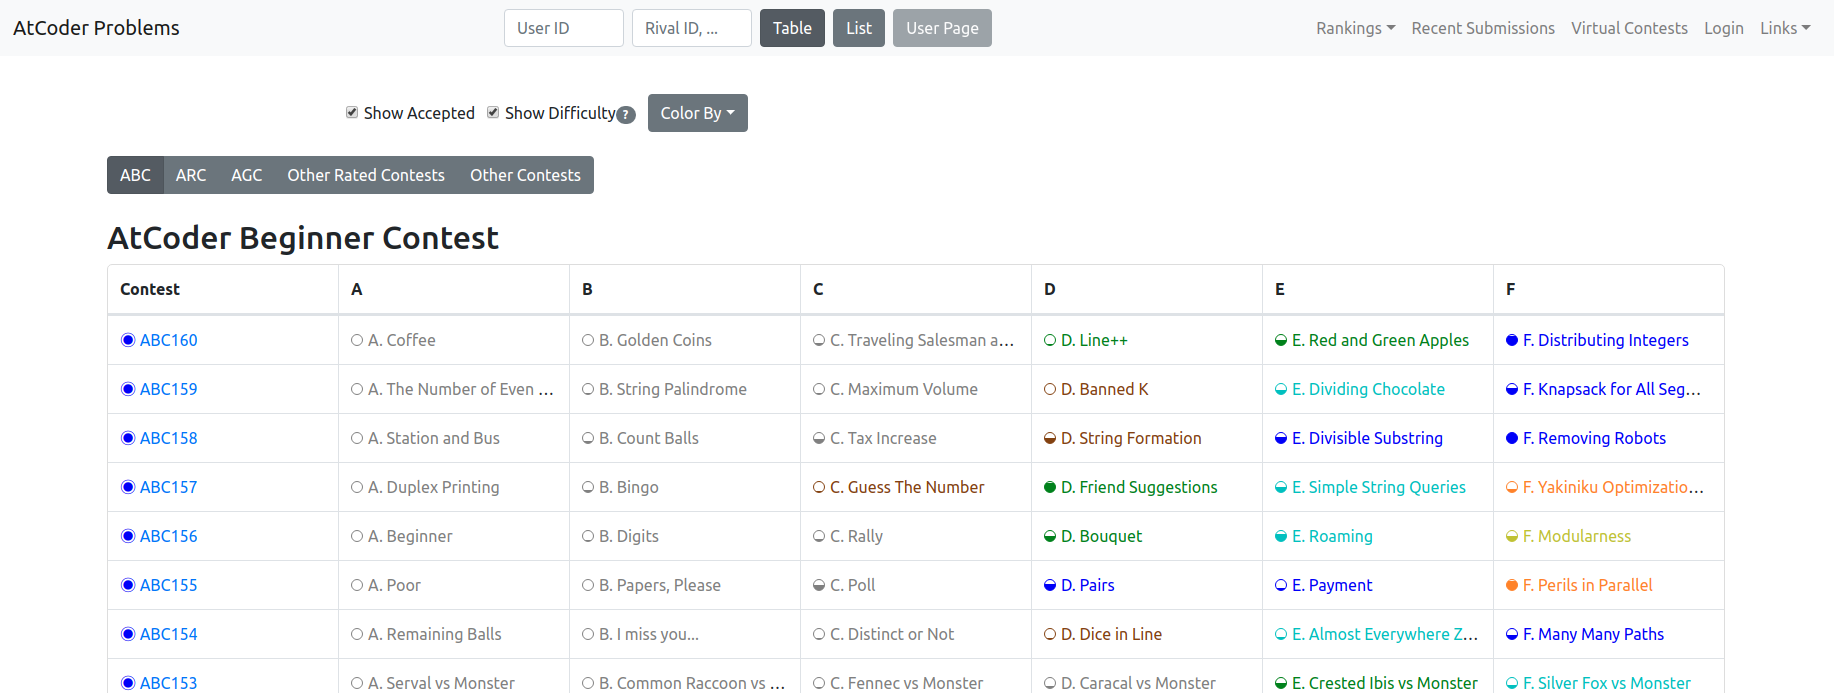 AtCoder Problems User ID Rival ID, ... Table List User Page Rankings Recent Submissions Virtual Contests Login Links
Show Accepted Show Difficulty ? Color By
ABC ARC AGC Other Rated Contests Other Contests
AtCoder Beginner Contest
Contest A B C D E F
ABC160 A. Coffee B. Golden Coins C. Traveling Salesman a... D. Line++ E. Red and Green Apples F. Distributing Integers
ABC159 A. The Number of Even ... B. String Palindrome C. Maximum Volume D. Banned K E. Dividing Chocolate F. Knapsack for All Seg...
ABC158 A. Station and Bus B. Count Balls C. Tax Increase D. String Formation E. Divisible Substring F. Removing Robots
ABC157 A. Duplex Printing B. Bingo C. Guess The Number D. Friend Suggestions E. Simple String Queries F. Yakiniku Optimizatio...
ABC156 A. Beginner B. Digits C. Rally D. Bouquet E. Roaming F. Modularness
ABC155 A. Poor B. Papers, Please C. Poll D. Pairs E. Payment F. Perils in Parallel
ABC154 A. Remaining Balls B. I miss you... C. Distinct or Not D. Dice in Line E. Almost Everywhere Z... F. Many Many Paths
ABC153 A. Serval vs Monster B. Common Raccoon vs ... C. Fennec vs Monster D. Caracal vs Monster E. Crested Ibis vs Monster F. Silver Fox vs Monster